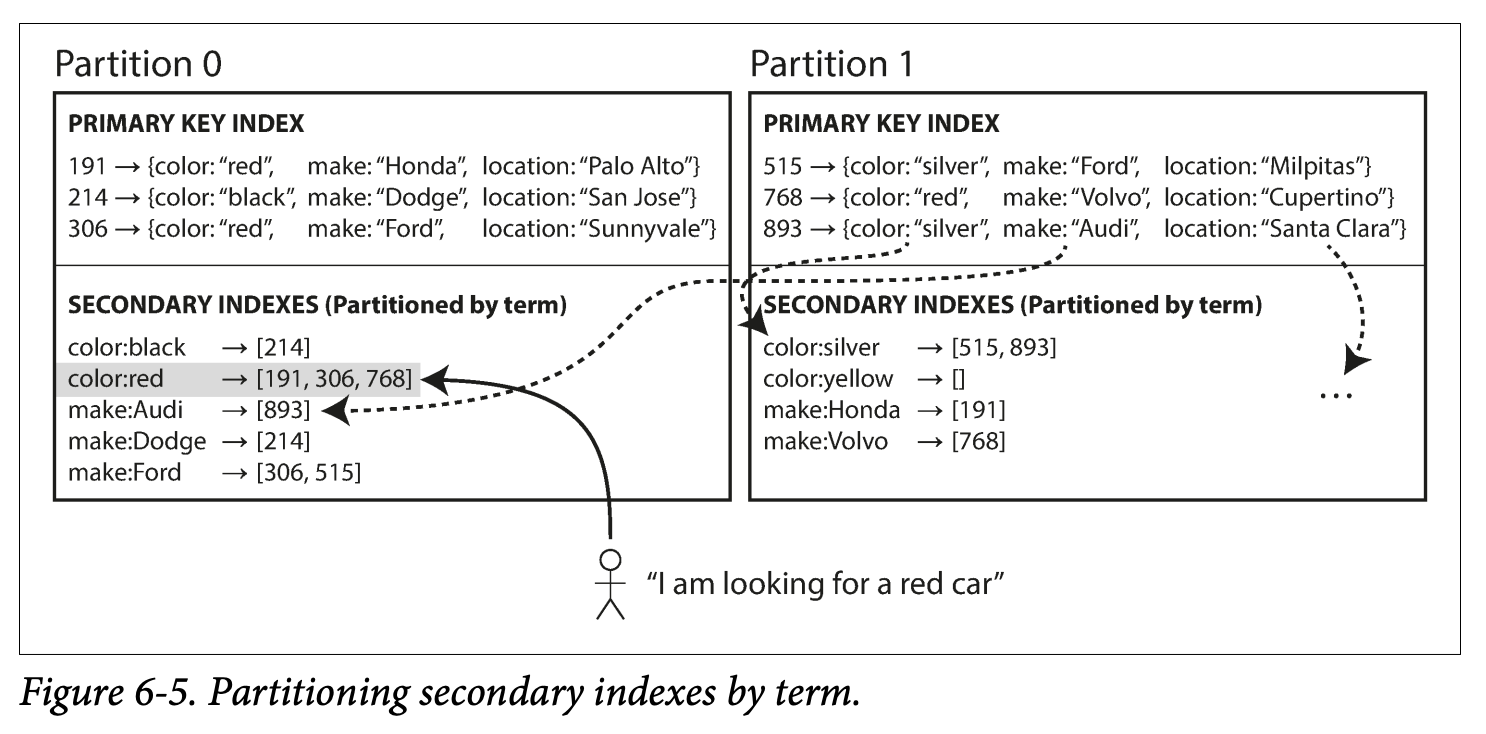 Partition 0
PRIMARY KEY INDEX
191 → {color: “red”, make: “Honda”, location: “Palo Alto”}
214 → {color: “black”, make: “Dodge”, location: “San Jose”}
306 → {color: “red”, make: “Ford”, location: “Sunnyvale”}
SECONDARY INDEXES (Partitioned by term)
color:black → [214]
color:red → [191, 306, 768]
make:Audi → [893]
make:Dodge → [214]
make:Ford → [306, 515]
Partition 1
PRIMARY KEY INDEX
515 → {color: “silver”, make: “Ford”, location: “Milpitas”}
768 → {color: “red”, make: “Volvo”, location: “Cupertino”}
893 → {color: “silver”, make: “Audi”, location: “Santa Clara”}
SECONDARY INDEXES (Partitioned by term)
color:silver → [515, 893]
color:yellow → []
make:Honda → [191]
make:Volvo → [768]
...
“I am looking for a red car”
Figure 6-5. Partitioning secondary indexes by term.